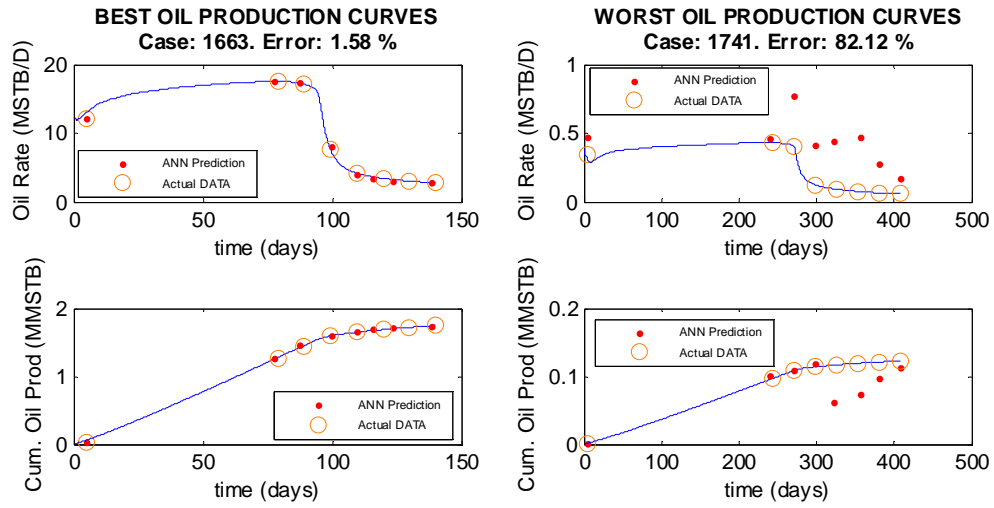 BEST OIL PRODUCTION CURVES
Case: 1663. Error: 1.58 %
20
10
0
Oil Rate (MSTB/D)
ANN Prediction
Actual DATA
0
50
100
150
time (days)
WORST OIL PRODUCTION CURVES
Case: 1741. Error: 82.12 %
1
0.5
0
Oil Rate (MSTB/D)
ANN Prediction
Actual DATA
0
100
200
300
400
500
time (days)
2
1
0
Cum. Oil Prod (MMSTB)
ANN Prediction
Actual DATA
0
50
100
150
time (days)
0.2
0.1
0
Cum. Oil Prod (MMSTB)
ANN Prediction
Actual DATA
0
100
200
300
400
500
time (days)